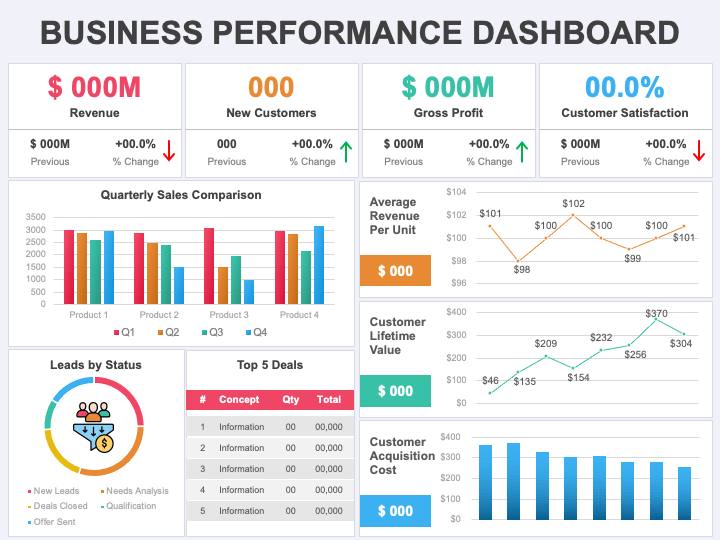 BUSINESS PERFORMANCE DASHBOARD
$ 000M
Revenue
$ 000M +00.0%
Previous % Change
000
New Customers
000 +00.0%
Previous % Change
$ 000M
Gross Profit
$ 000M +00.0%
Previous % Change
00.0%
Customer Satisfaction
$ 000M +00.0%
Previous % Change
Quarterly Sales Comparison
3500
3000
2500
2000
1500
1000
500
0
Product 1 Product 2 Product 3 Product 4
Q1 Q2 Q3 Q4
Average
Revenue
Per Unit
$ 000
$104
$102
$100
$98
$96
$101 $98 $100 $102 $100 $99 $100 $101
Customer
Lifetime
Value
$ 000
$400
$300
$200
$100
$0
$46 $135 $209 $154 $232 $256 $370 $304
Leads by Status
$
New Leads Needs Analysis
Deals Closed Qualification
Offer Sent
Top 5 Deals
# Concept Qty Total
1 Information 00 00,000
2 Information 00 00,000
3 Information 00 00,000
4 Information 00 00,000
5 Information 00 00,000
Customer
Acquisition
Cost
$ 000
$400
$300
$200
$100
$0